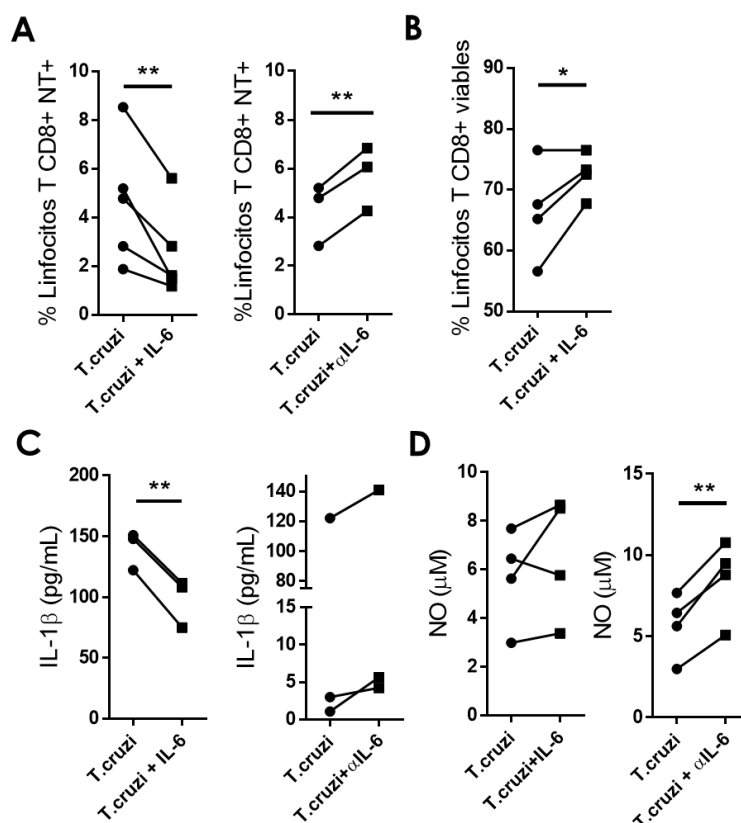 A
% Linfocitos T CD8+ NT+
10
8
6
4
2
0
**
T.cruzi
T.cruzi + IL-6
%Linfocitos T CD8+ NT+
10
8
6
4
2
0
**
T.cruzi
T.cruzi+αIL-6
B
% Linfocitos T CD8+ viables
90
80
70
60
50
*
T.cruzi
T.cruzi + IL-6
C
IL-1β (pg/mL)
200
150
100
50
0
**
T.cruzi
T.cruzi + IL-6
IL-1β (pg/mL)
140
120
100
80
15
10
5
0
T.cruzi
T.cruzi+αIL-6
D
NO (μM)
10
8
6
4
2
0
T.cruzi
T.cruzi+IL-6
NO (μM)
15
10
5
0
**
T.cruzi
T.cruzi + αIL-6